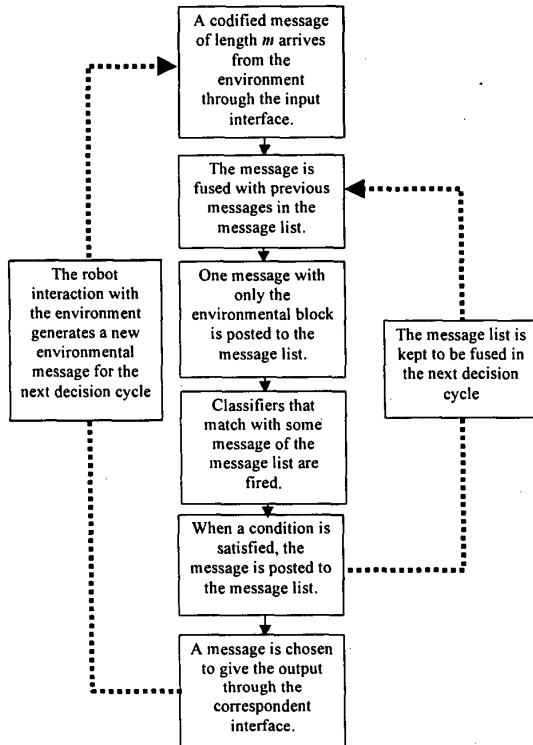 A codified message
of length m arrives
from the
environment
through the input
interface.
The message is
fused with previous
messages in the
message list.
One message with
only the
environmental block
is posted to the
message list.
Classifiers that
match with some
message of the
message list are
fired.
When a condition is
satisfied, the
message is posted to
the message list.
A message is chosen
to give the output
through the
correspondent
interface.
The robot
interaction with
the environment
generates a new
environmental
message for the
next decision cycle
The message list is
kept to be fused in
the next decision
cycle